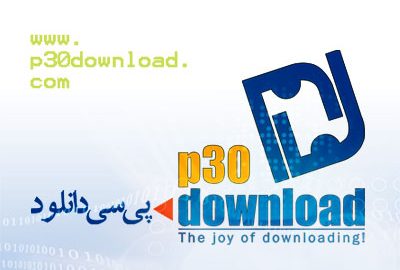 www.
p30download.
com
p30
پی‌سی‌دانلود
download
The joy of downloading!